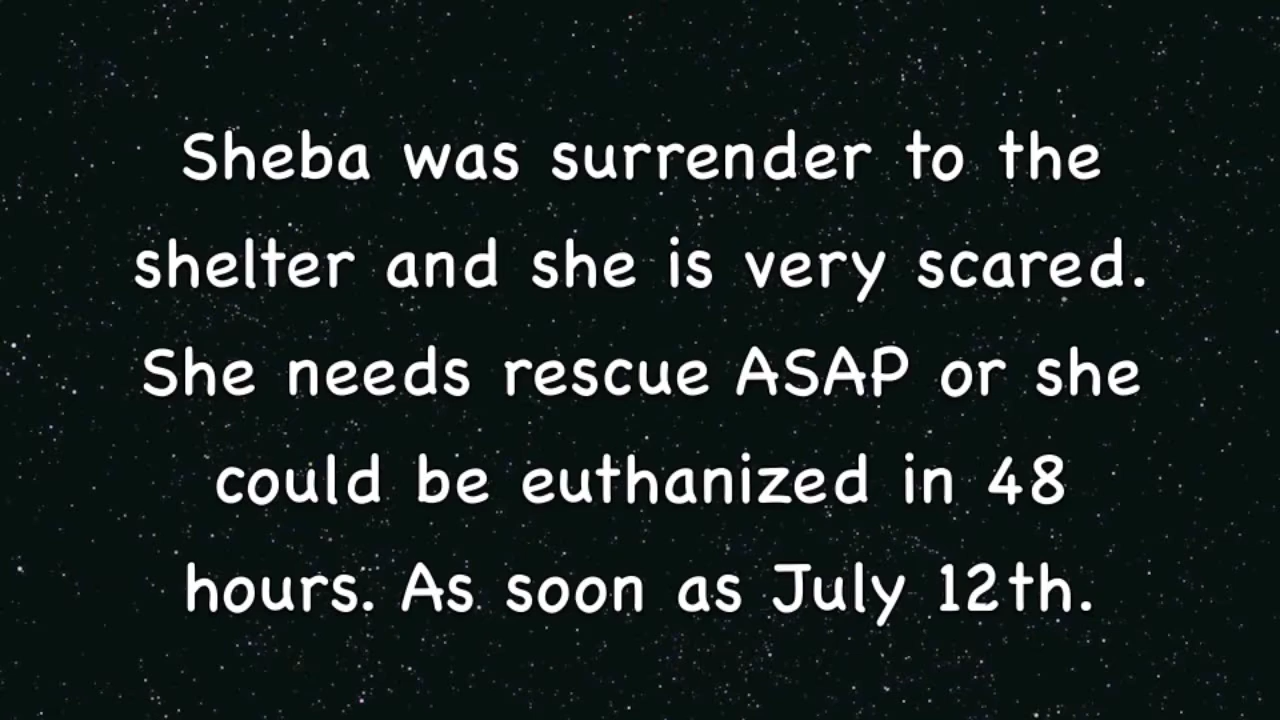 Sheba was surrender to the
shelter and she is very scared.
She needs rescue ASAP or she
could be euthanized in 48
hours. As soon as July 12th.